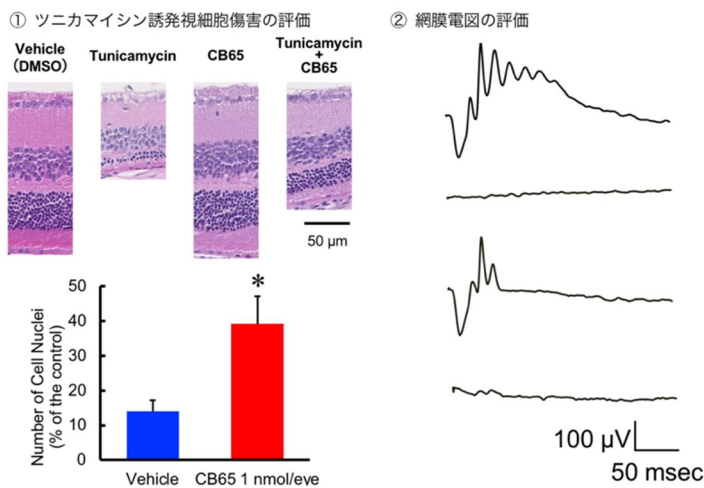 ① ツニカマイシン誘発視細胞傷害の評価
Vehicle
(DMSO)
Tunicamycin
CB65
Tunicamycin
+
CB65
50 μm
50
40
30
20
10
0
Number of Cell Nuclei
(% of the control)
*
Vehicle
CB65 1 nmol/eye
② 網膜電図の評価
100 μV
50 msec